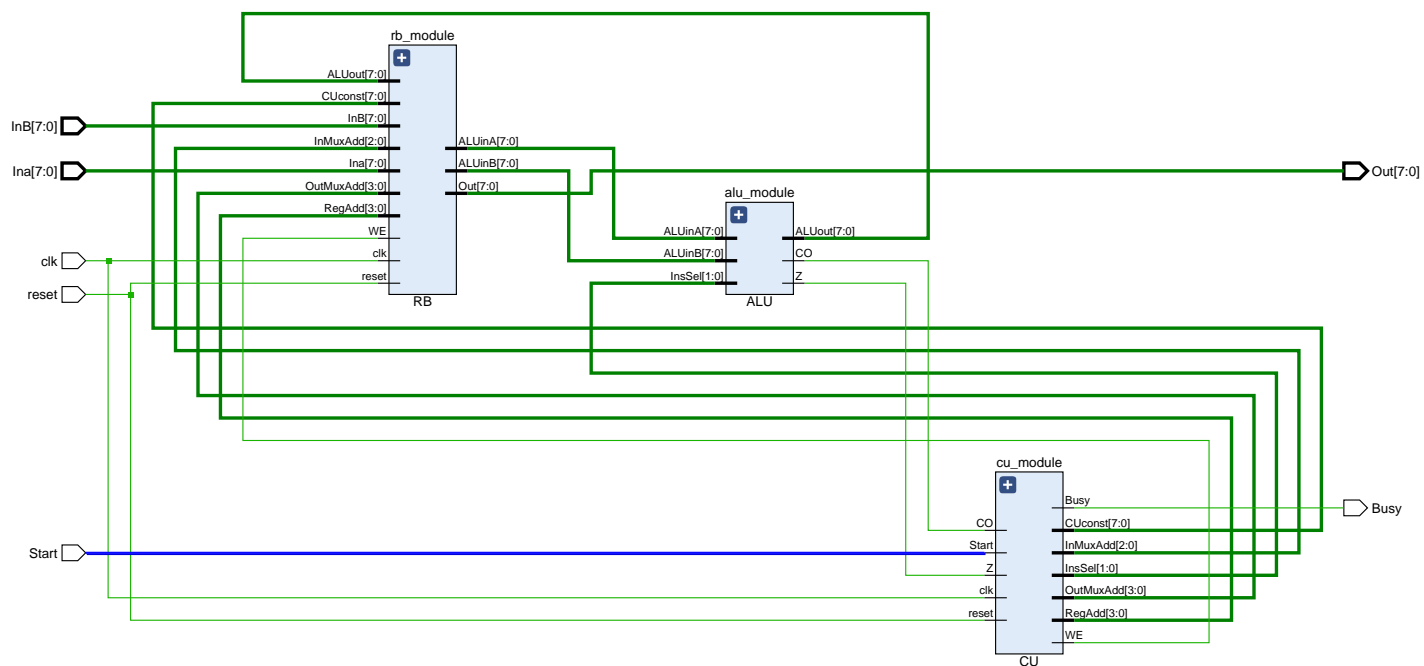 rb_module
ALUout[7:0]
CUconst[7:0]
InB[7:0]
InMuxAdd[2:0]
Ina[7:0]
OutMuxAdd[3:0]
RegAdd[3:0]
WE
clk
reset
ALUinA[7:0]
ALUinB[7:0]
Out[7:0]
RB
InB[7:0]
Ina[7:0]
clk
reset
Start
alu_module
ALUinA[7:0]
ALUinB[7:0]
InsSel[1:0]
ALUout[7:0]
CO
Z
ALU
Out[7:0]
cu_module
CO
Start
Z
clk
reset
Busy
CUconst[7:0]
InMuxAdd[2:0]
InsSel[1:0]
OutMuxAdd[3:0]
RegAdd[3:0]
WE
CU
Busy